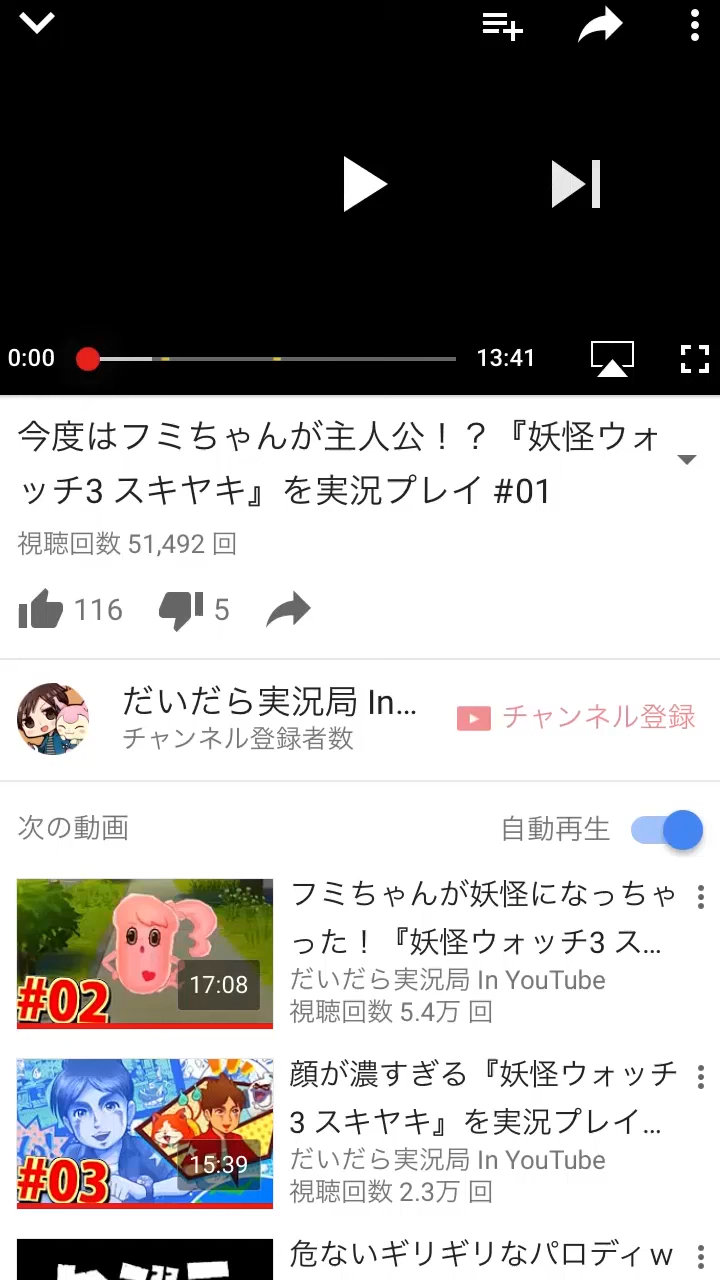 0:00
13:41
今度はフミちゃんが主人公！？『妖怪ウォ
ッチ3 スキヤキ』を実況プレイ #01
視聴回数 51,492 回
116
5
だいだら実況局 In...
チャンネル登録者数
チャンネル登録
次の動画
自動再生
フミちゃんが妖怪になっちゃ
った！『妖怪ウォッチ3 ス...
だいだら実況局 In YouTube
視聴回数 5.4万 回
#02
17:08
顔が濃すぎる『妖怪ウォッチ
3 スキヤキ』を実況プレイ...
だいだら実況局 In YouTube
視聴回数 2.3万 回
#03
15:39
危ないギリギリなパロディw